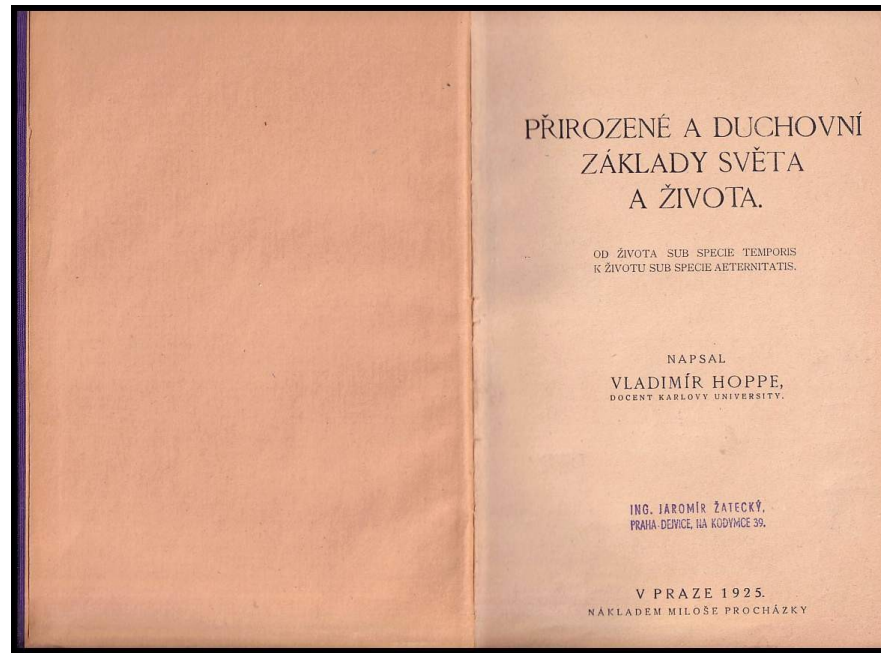 PŘIROZENÉ A DUCHOVNÍ
ZÁKLADY SVĚTA
A ŽIVOTA.
OD ŽIVOTA SUB SPECIE TEMPORIS
K ŽIVOTU SUB SPECIE AETERNITATIS.
NAPSAL
VLADIMÍR HOPPE,
DOCENT KARLOVY UNIVERSITY.
ING. JAROMÍR ŽATECKÝ,
PRAHA-DEJVICE, NA KODYMCE 39.
V PRAZE 1925.
NÁKLADEM MILOŠE PROCHÁZKY